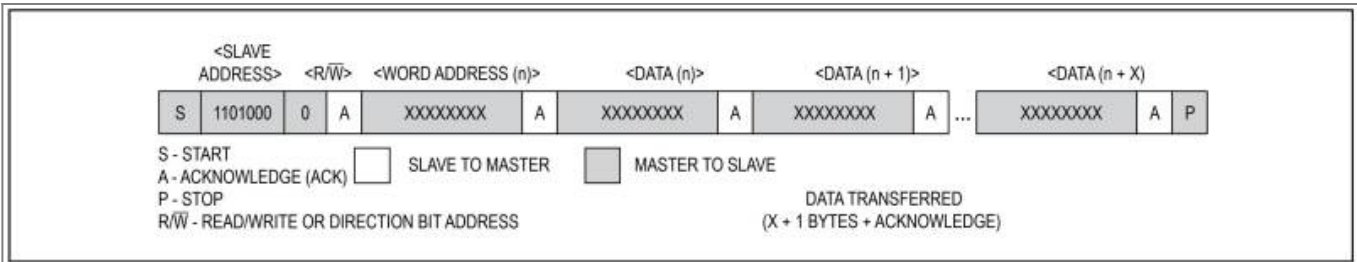 <SLAVE
ADDRESS> <R/W̅> <WORD ADDRESS (n)> <DATA (n)> <DATA (n + 1)> <DATA (n + X)
S 1101000 0 A XXXXXXXX A XXXXXXXX A XXXXXXXX A ... XXXXXXXX A P
S - START
A - ACKNOWLEDGE (ACK) SLAVE TO MASTER MASTER TO SLAVE
P - STOP DATA TRANSFERRED
R/W̅ - READ/WRITE OR DIRECTION BIT ADDRESS (X + 1 BYTES + ACKNOWLEDGE)